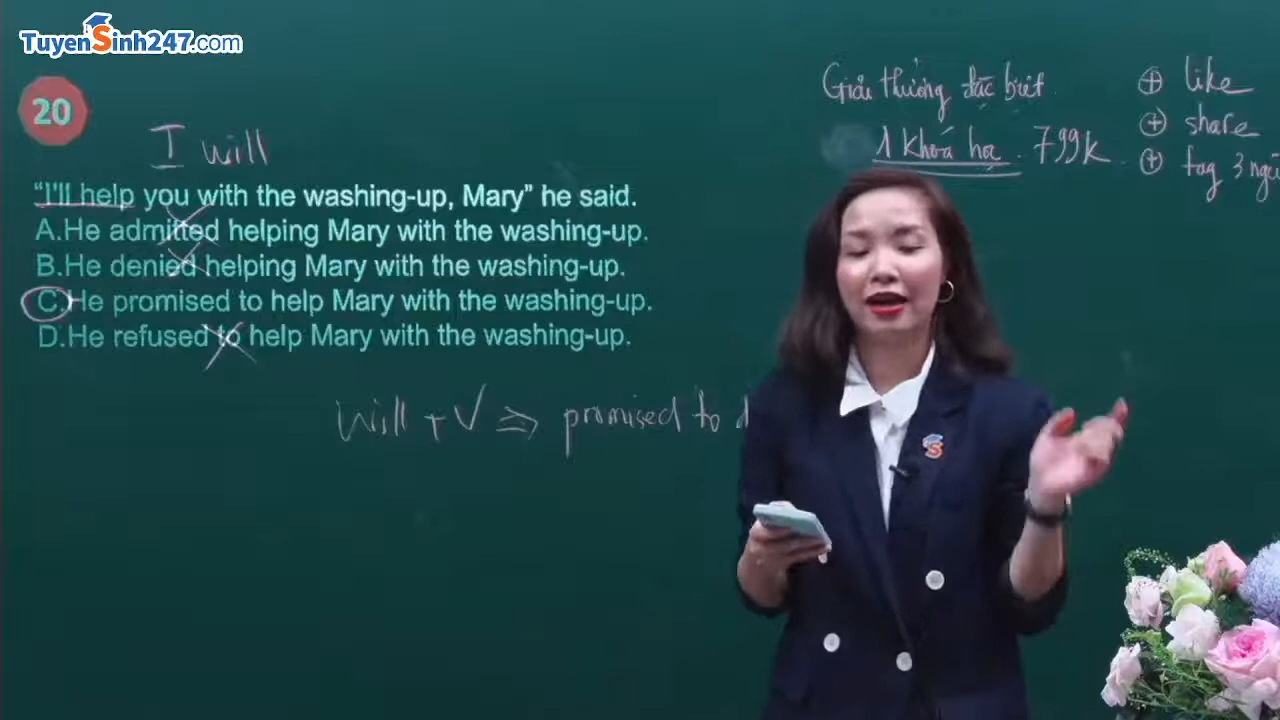 TuyenSinh247.com
Giải thưởng đặc biệt
1 khoá học. 799k.
+ like
+ share
+ tag 3
20
I will
“I'll help you with the washing-up, Mary” he said.
A.He admitted helping Mary with the washing-up.
B.He denied helping Mary with the washing-up.
C.He promised to help Mary with the washing-up.
D.He refused to help Mary with the washing-up.
Will + V => promised to
S